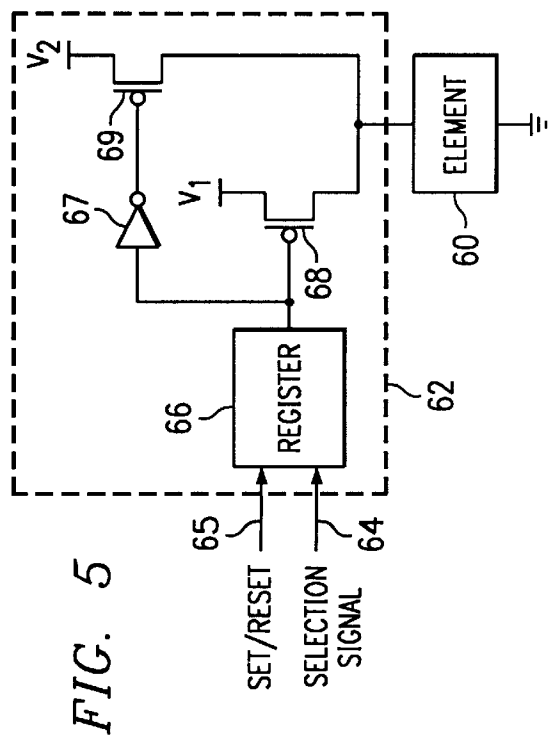 FIG. 5
SET/RESET
SELECTION
SIGNAL
65
64
66
REGISTER
62
67
69
V2
V1
68
ELEMENT
60